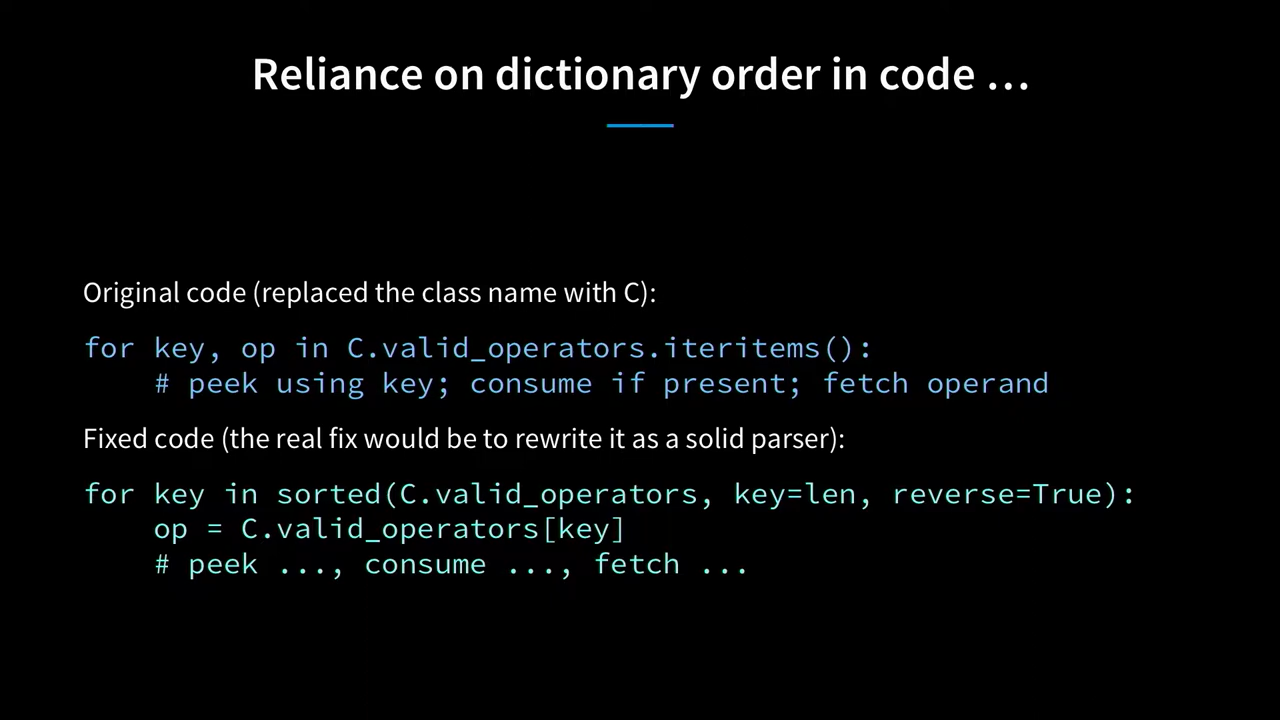 Reliance on dictionary order in code …
Original code (replaced the class name with C):
for key, op in C.valid_operators.iteritems():
    # peek using key; consume if present; fetch operand
Fixed code (the real fix would be to rewrite it as a solid parser):
for key in sorted(C.valid_operators, key=len, reverse=True):
    op = C.valid_operators[key]
    # peek ..., consume ..., fetch ...